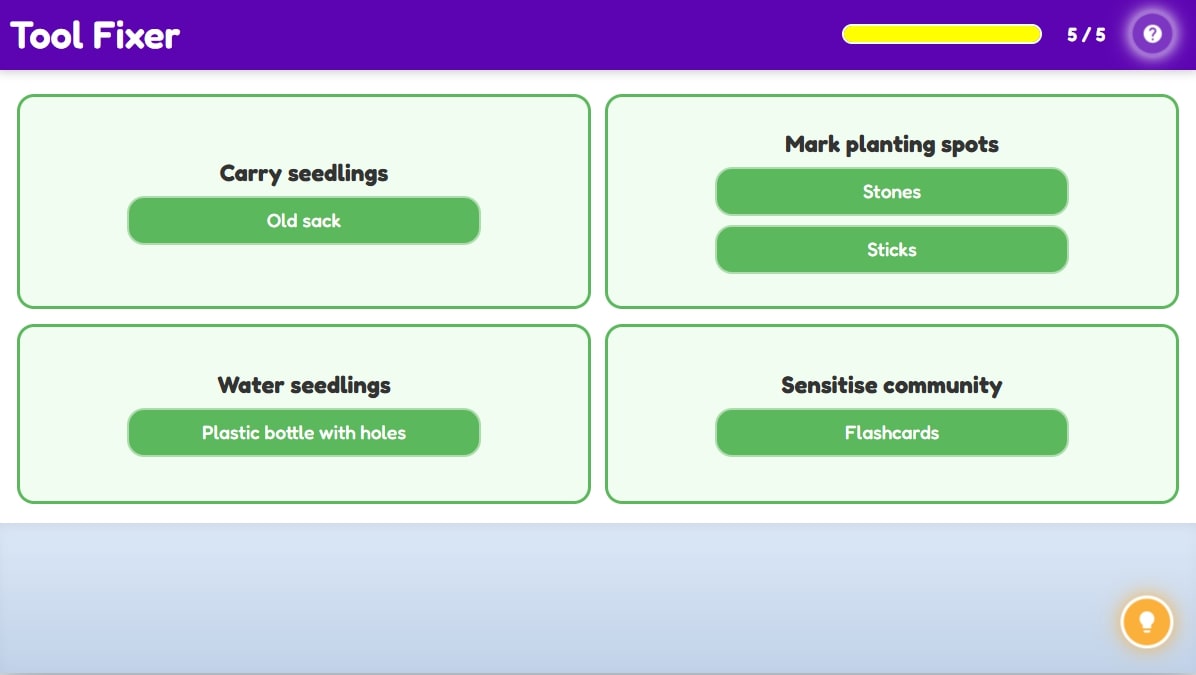 Tool Fixer
5 / 5
?
Carry seedlings
Old sack
Mark planting spots
Stones
Sticks
Water seedlings
Plastic bottle with holes
Sensitise community
Flashcards